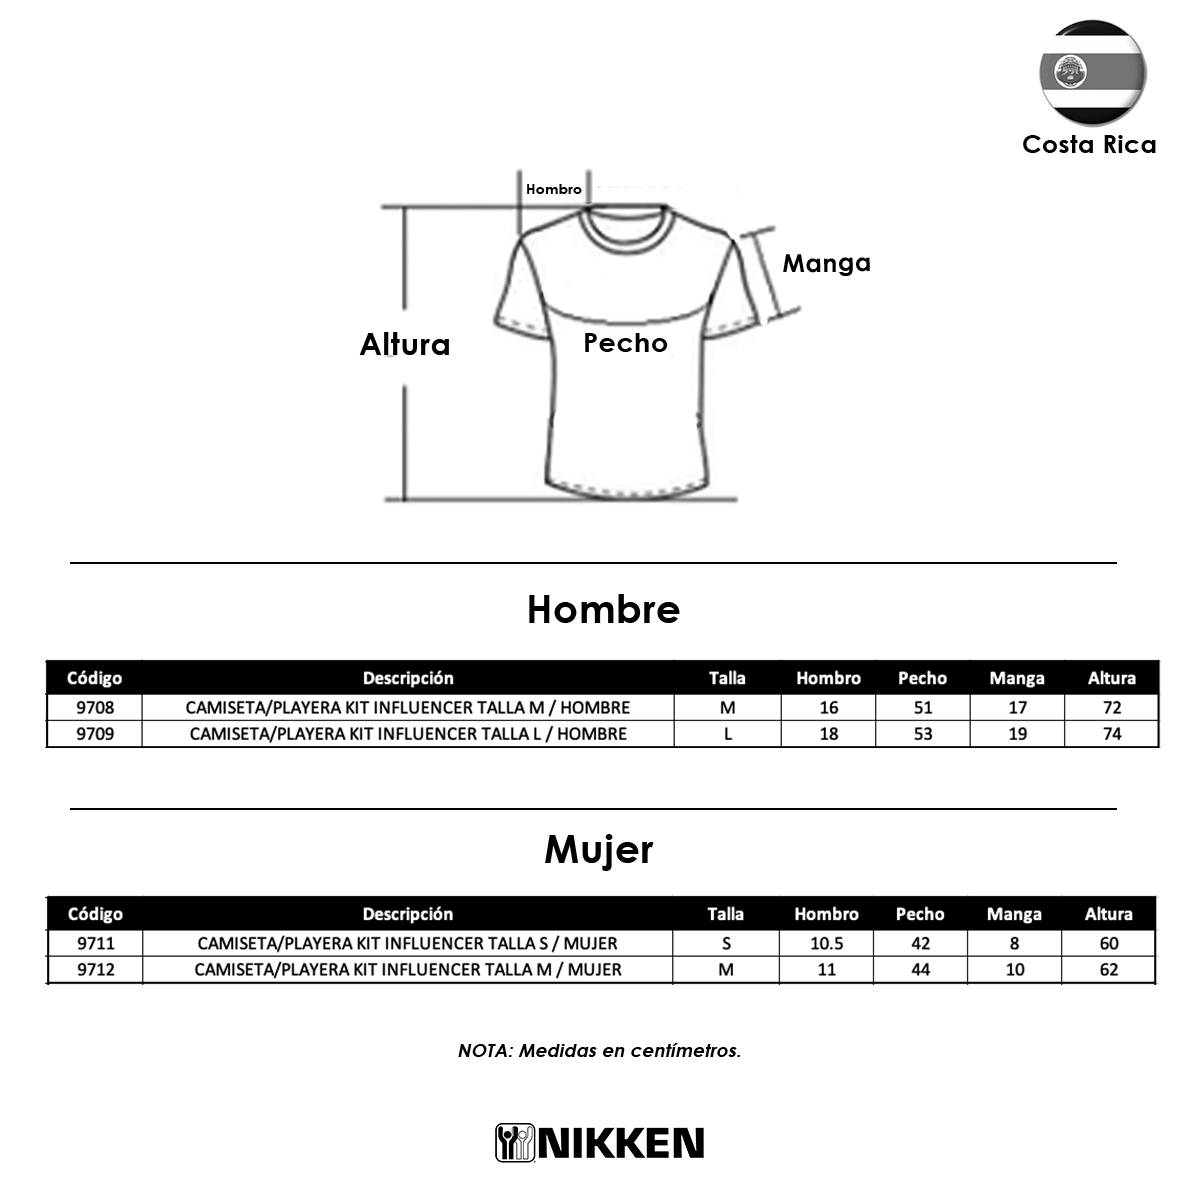 Costa Rica
Hombro
Manga
Altura
Pecho
Hombre
Código Descripción Talla Hombro Pecho Manga Altura
9708 CAMISETA/PLAYERA KIT INFLUENCER TALLA M / HOMBRE M 16 51 17 72
9709 CAMISETA/PLAYERA KIT INFLUENCER TALLA L / HOMBRE L 18 53 19 74
Mujer
Código Descripción Talla Hombro Pecho Manga Altura
9711 CAMISETA/PLAYERA KIT INFLUENCER TALLA S / MUJER S 10.5 42 8 60
9712 CAMISETA/PLAYERA KIT INFLUENCER TALLA M / MUJER M 11 44 10 62
NOTA: Medidas en centímetros.
NIKKEN